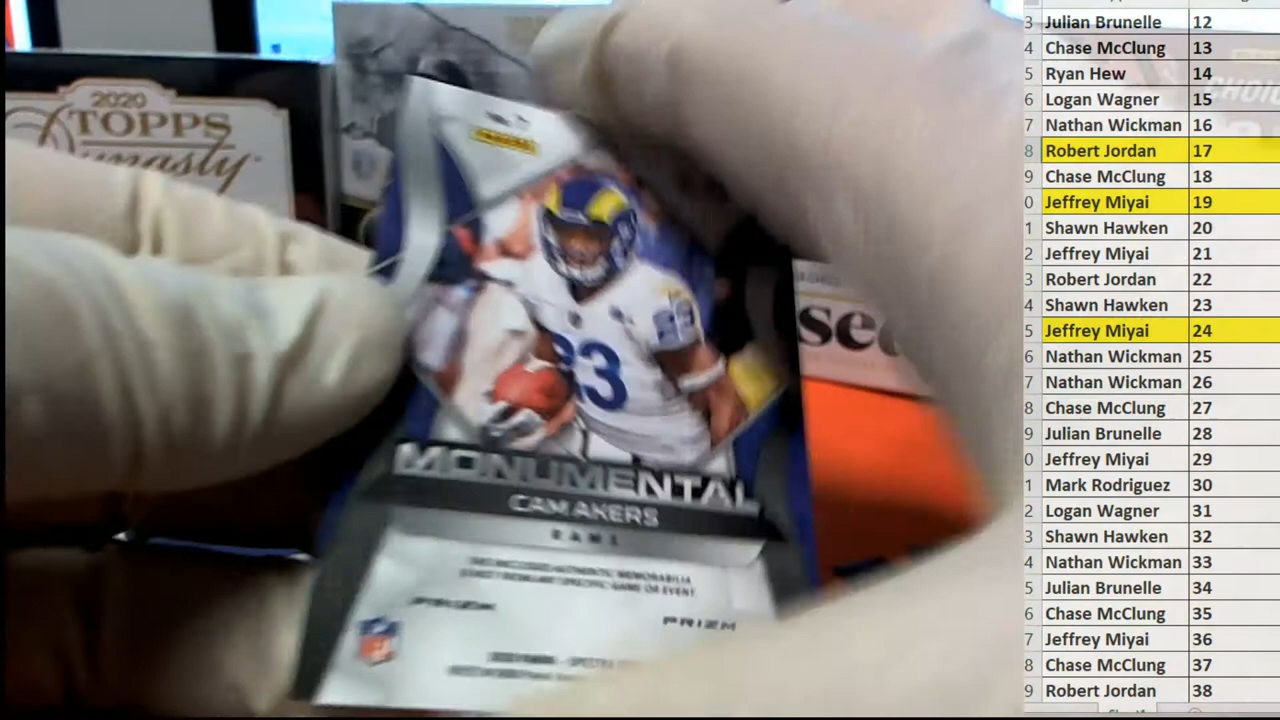 2020
TOPPS
Dynasty
PANINI
23
MONUMENTAL
CAM AKERS
RAMS
PRIZM
PRIZM
NFL
see
CHOIC
3 Julian Brunelle 12
4 Chase McClung 13
5 Ryan Hew 14
6 Logan Wagner 15
7 Nathan Wickman 16
8 Robert Jordan 17
9 Chase McClung 18
0 Jeffrey Miyai 19
1 Shawn Hawken 20
2 Jeffrey Miyai 21
3 Robert Jordan 22
4 Shawn Hawken 23
5 Jeffrey Miyai 24
6 Nathan Wickman 25
7 Nathan Wickman 26
8 Chase McClung 27
9 Julian Brunelle 28
0 Jeffrey Miyai 29
1 Mark Rodriguez 30
2 Logan Wagner 31
3 Shawn Hawken 32
4 Nathan Wickman 33
5 Julian Brunelle 34
6 Chase McClung 35
7 Jeffrey Miyai 36
8 Chase McClung 37
9 Robert Jordan 38